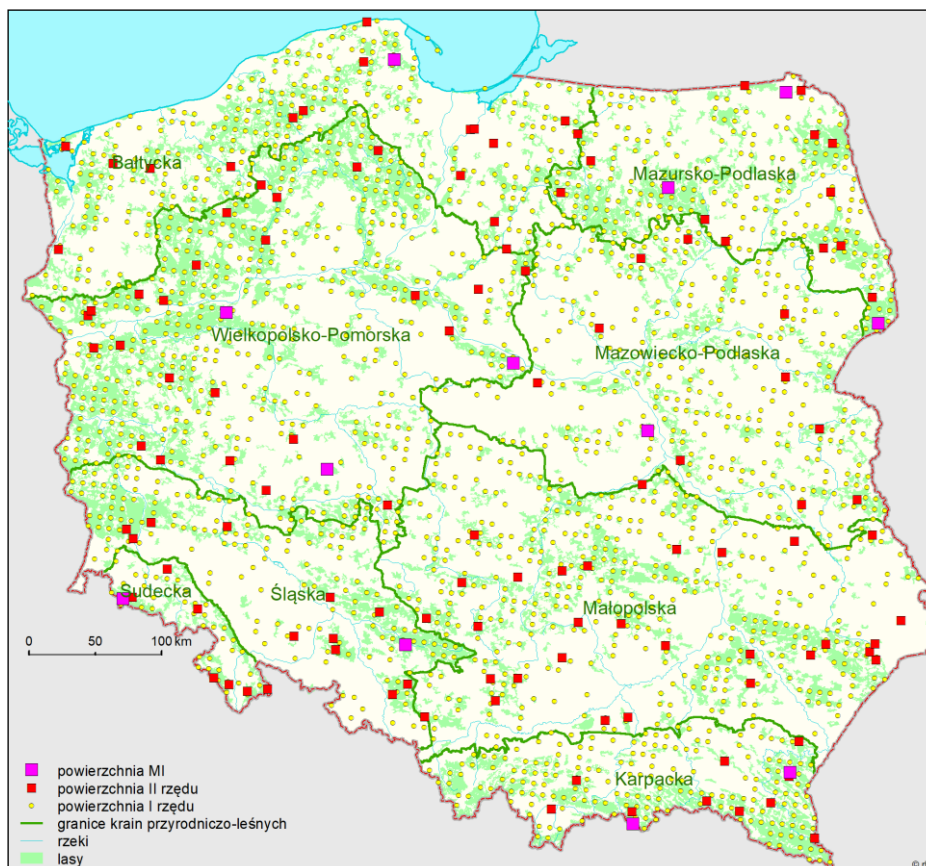 Bałtycka
Mazursko-Podlaska
Wielkopolsko-Pomorska
Mazowiecko-Podlaska
Sudecka
Śląska
Małopolska
0 50 100 km
Karpacka
powierzchnia MI
powierzchnia II rzędu
powierzchnia I rzędu
granice krain przyrodniczo-leśnych
rzeki
lasy